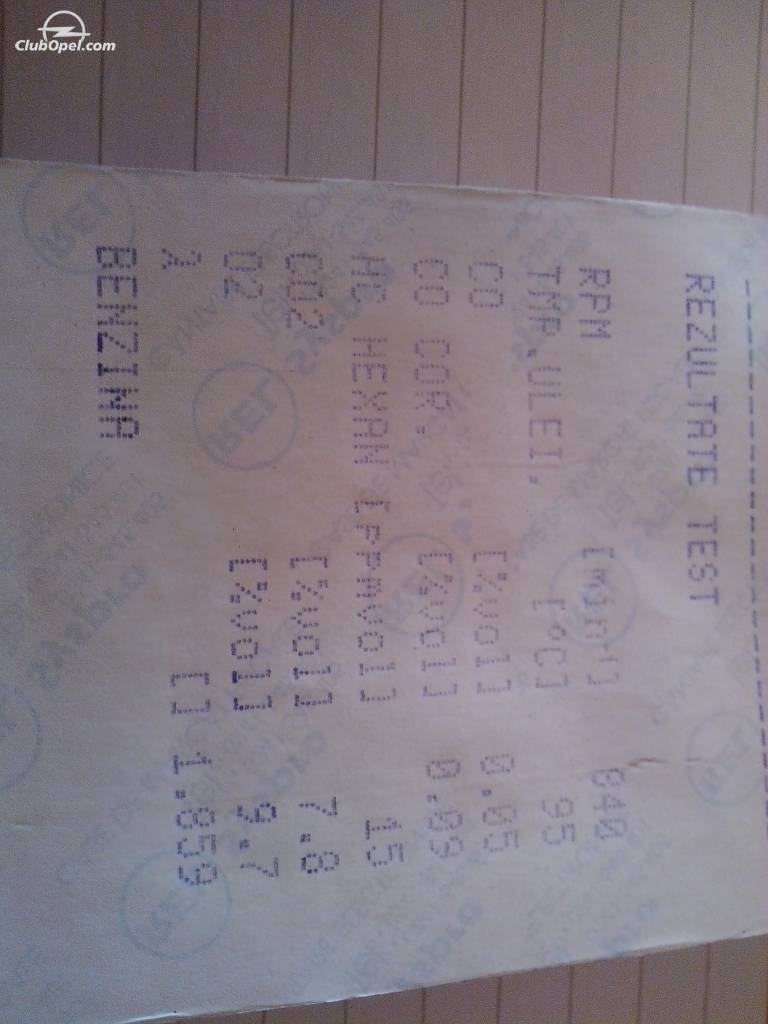 ClubOpel.com
REZULTATE TEST
RPM [min-1] 840
TMP.ULEI. [°C] 95
CO [%vol] 0.05
CO COR. [%vol] 0.09
HC HEXAN [PPMvol] 15
CO2 [%vol] 7.8
O2 [%vol] 9.7
λ [] 1.859
BENZINA